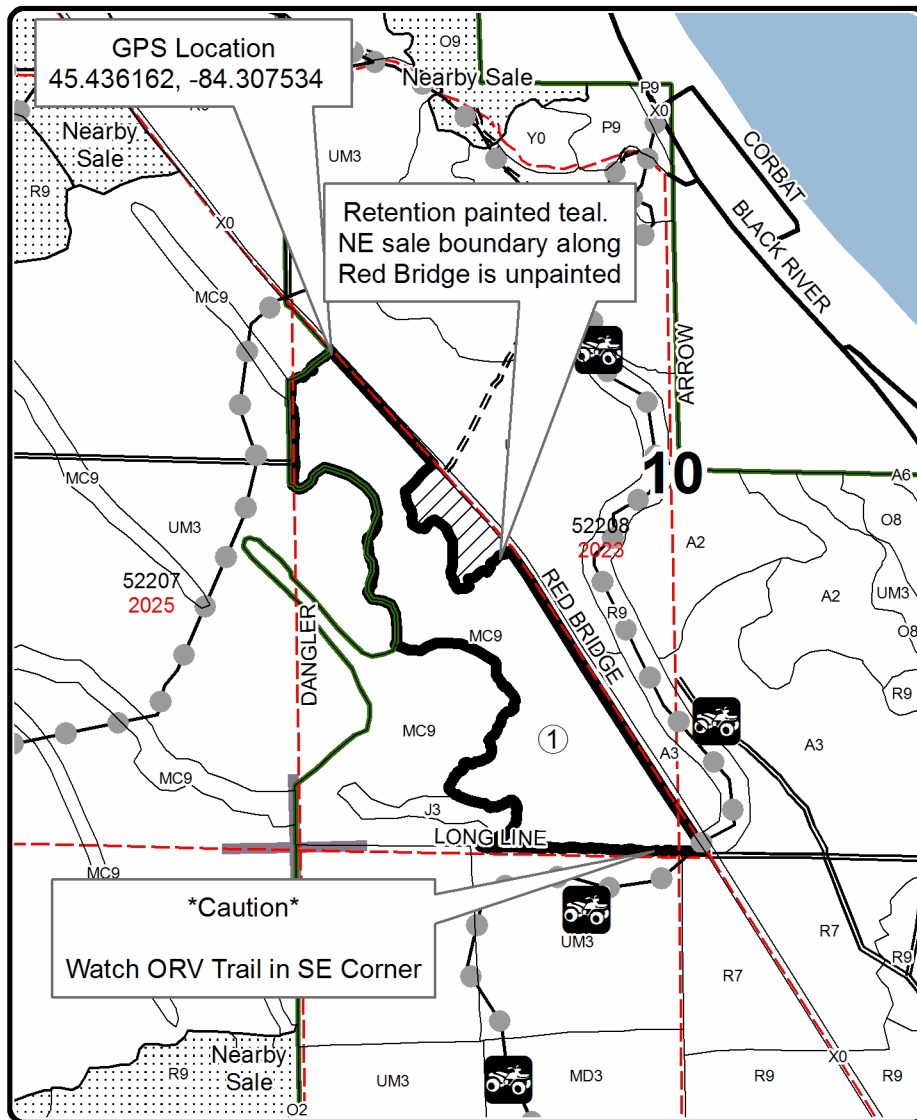 GPS Location
45.436162, -84.307534
O9
Nearby Sale
P9
X0
P9
Y0
UM3
Nearby
Sale
R9
X0
CORBAT
BLACK RIVER
Retention painted teal.
NE sale boundary along
Red Bridge is unpainted
MC9
ARROW
10
A6
MC9
UM3
O8
52208
2023
A2
52207
2025
A2
UM3
RED BRIDGE
R9
O8
MC9
DANGLER
R9
MC9
1
A3
A3
MC9
J3
LONG LINE
MC9
*Caution*
Watch ORV Trail in SE Corner
UM3
R7
R7
R9
Nearby
Sale
R9
X0
UM3
MD3
R9
R9
O2